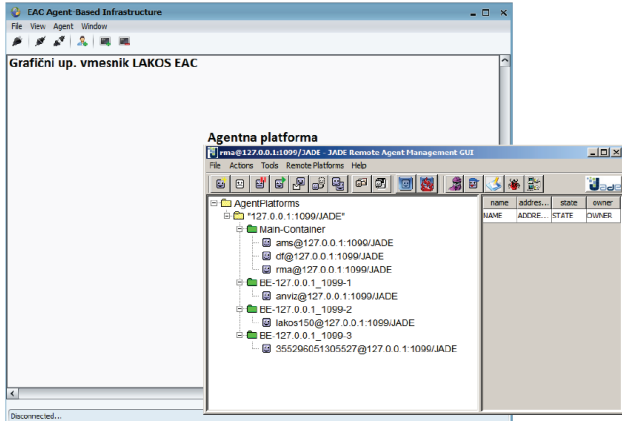 EAC Agent-Based Infrastructure
File View Agent Window
Grafični up. vmesnik LAKOS EAC
Agentna platforma
rma@127.0.0.1:1099/JADE - JADE Remote Agent Management GUI
File Actions Tools Remote Platforms Help
Jade
AgentPlatforms
"127.0.0.1:1099/JADE"
Main-Container
ams@127.0.0.1:1099/JADE
df@127.0.0.1:1099/JADE
rma@127.0.0.1:1099/JADE
BE-127.0.0.1_1099-1
anviz@127.0.0.1:1099/JADE
BE-127.0.0.1_1099-2
lakos150@127.0.0.1:1099/JADE
BE-127.0.0.1_1099-3
355296051305527@127.0.0.1:1099/JADE
name addres... state owner
NAME ADDRE... STATE OWNER
Disconnected...